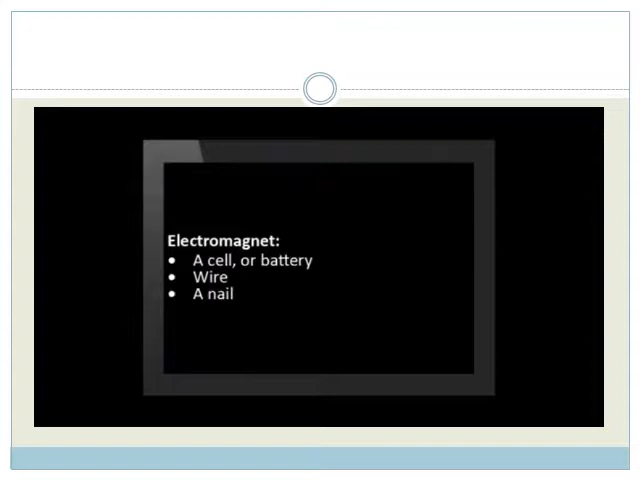 Electromagnet:
• A cell, or battery
• Wire
• A nail